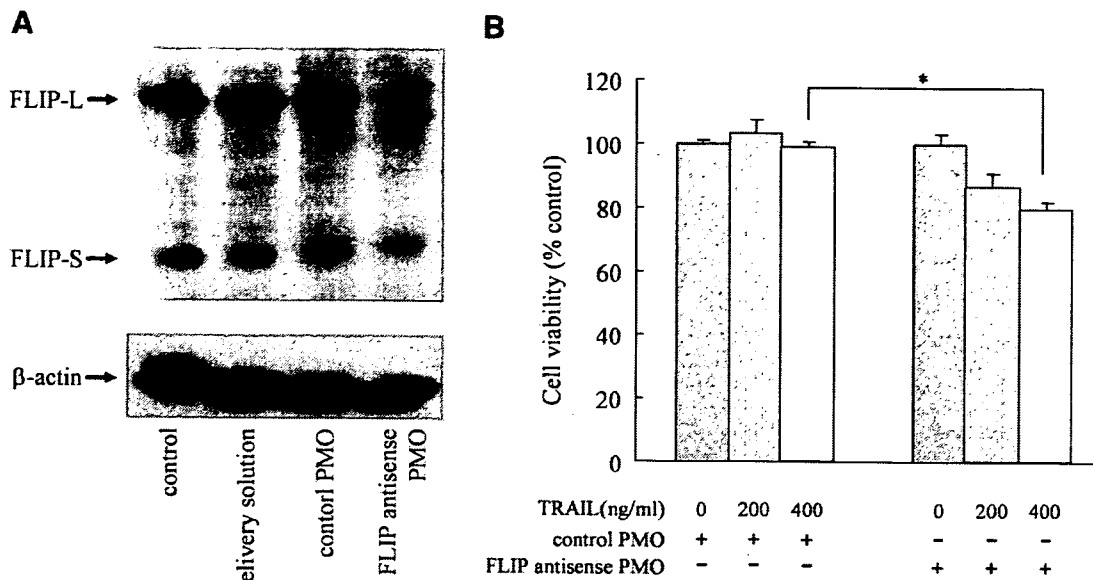 A
FLIP-L
FLIP-S
β-actin
control
elivery solution
contorl PMO
FLIP antisense
PMO
B
*
Cell viability (% control)
120
100
80
60
40
20
0
TRAIL(ng/ml) 0 200 400 0 200 400
control PMO + + + - - -
FLIP antisense PMO - - - + + +